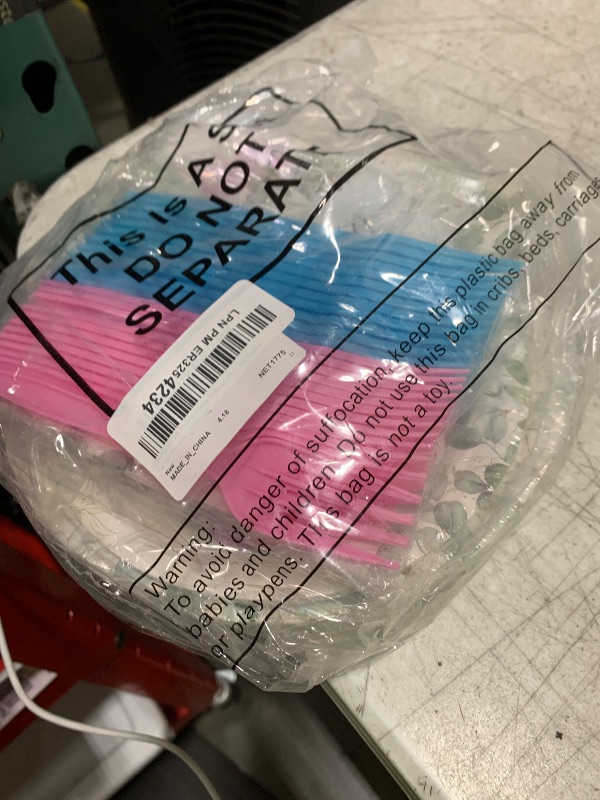 This is A S
DO NOT
SEPARAT
LPN PM ER3254234
NET1775
New
MADE_IN_CHINA 4.18
Warning:
To avoid danger of suffocation, keep this plastic bag away from
babies and children. Do not use this bag in cribs, beds, carriages
or playpens. This bag is not a toy.